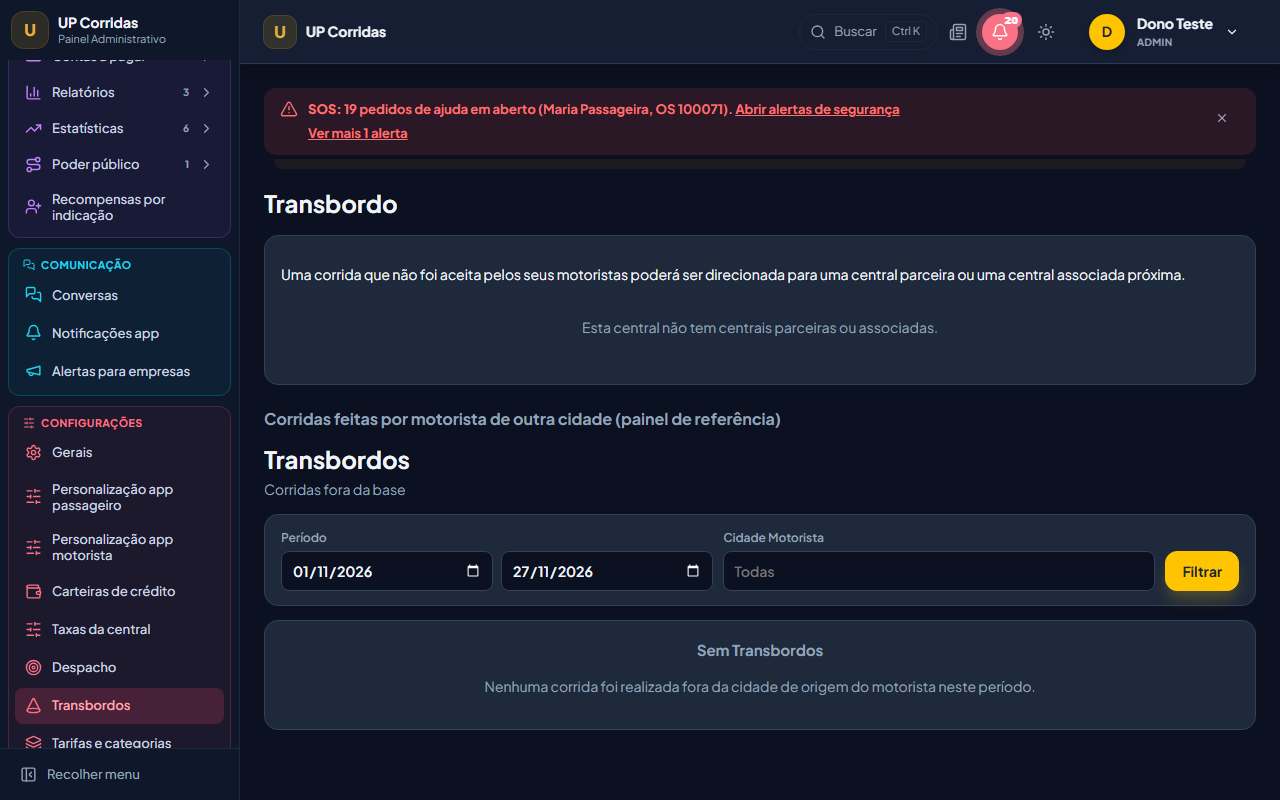 U
UP Corridas
Painel Administrativo
Relatórios 3
Estatísticas 6
Poder público 1
Recompensas por
indicação
COMUNICAÇÃO
Conversas
Notificações app
Alertas para empresas
CONFIGURAÇÕES
Gerais
Personalização app
passageiro
Personalização app
motorista
Carteiras de crédito
Taxas da central
Despacho
Transbordos
Tarifas e categorias
Recolher menu
U UP Corridas
Buscar Ctrl K
20
D
Dono Teste
ADMIN
SOS: 19 pedidos de ajuda em aberto (Maria Passageira, OS 100071). Abrir alertas de segurança
Ver mais 1 alerta
Transbordo
Uma corrida que não foi aceita pelos seus motoristas poderá ser direcionada para uma central parceira ou uma central associada próxima.
Esta central não tem centrais parceiras ou associadas.
Corridas feitas por motorista de outra cidade (painel de referência)
Transbordos
Corridas fora da base
Período Cidade Motorista
01/11/2026 27/11/2026 Todas Filtrar
Sem Transbordos
Nenhuma corrida foi realizada fora da cidade de origem do motorista neste período.